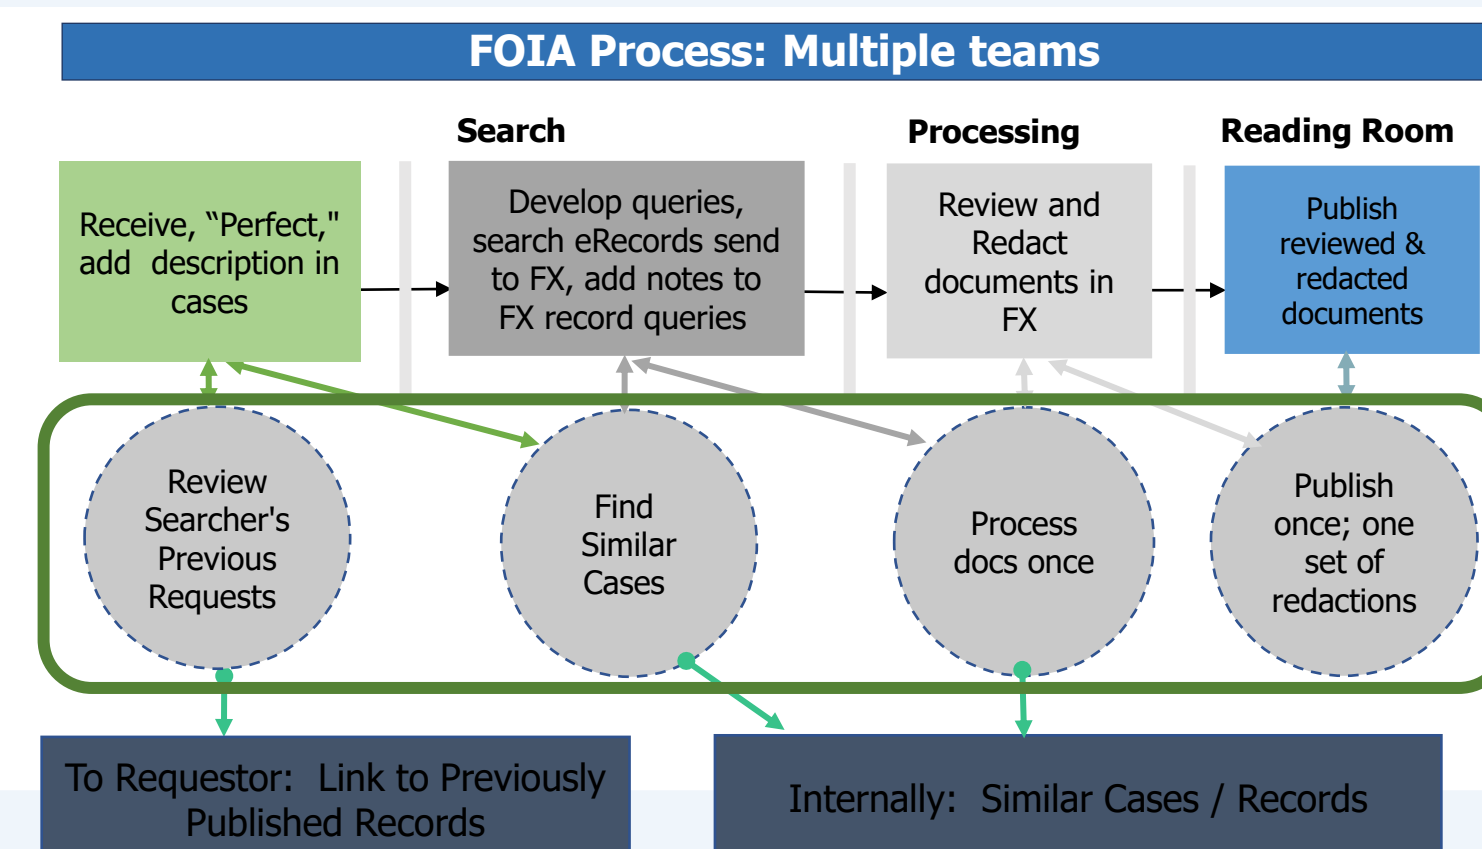 FOIA Process: Multiple teams
Search
Processing
Reading Room
Receive, “Perfect,"
add description in
cases
Develop queries,
search eRecords send
to FX, add notes to
FX record queries
Review and
Redact
documents in
FX
Publish
reviewed &
redacted
documents
Review
Searcher's
Previous
Requests
Find
Similar
Cases
Process
docs once
Publish
once; one
set of
redactions
To Requestor: Link to Previously
Published Records
Internally: Similar Cases / Records